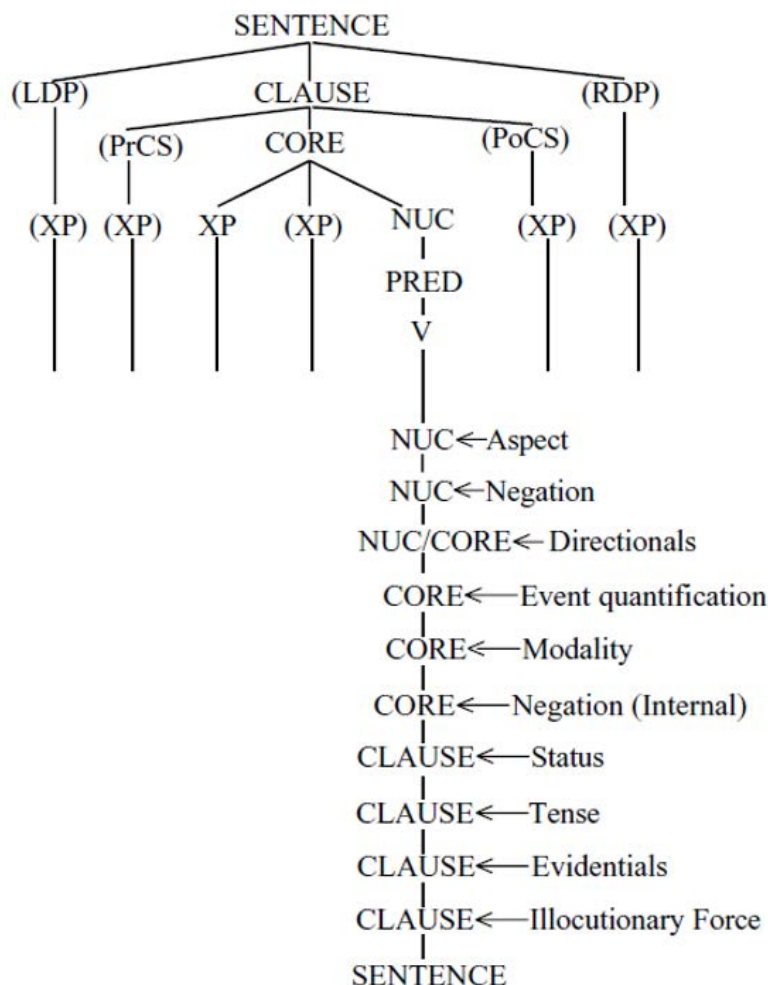 SENTENCE
(LDP) CLAUSE (RDP)
(PrCS) CORE (PoCS)
(XP) (XP) XP (XP) NUC (XP) (XP)
PRED
V
NUC Aspect
NUC Negation
NUC/CORE Directionals
CORE Event quantification
CORE Modality
CORE Negation (Internal)
CLAUSE Status
CLAUSE Tense
CLAUSE Evidentials
CLAUSE Illocutionary Force
SENTENCE